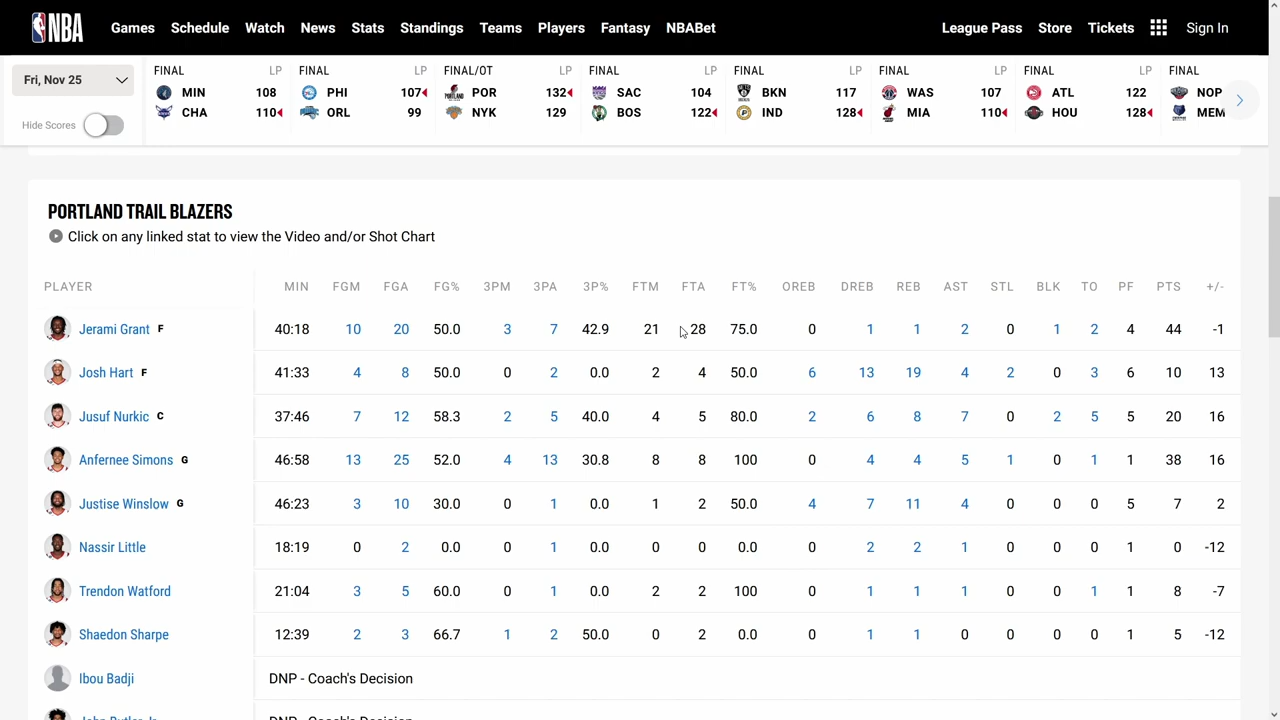 NBA Games Schedule Watch News Stats Standings Teams Players Fantasy NBABet League Pass Store Tickets Sign In
Fri, Nov 25
Hide Scores
FINAL LP
MIN 108
CHA 110
FINAL LP
PHI 107
ORL 99
FINAL/OT LP
POR 132
NYK 129
FINAL LP
SAC 104
BOS 122
FINAL LP
BKN 117
IND 128
FINAL LP
WAS 107
MIA 110
FINAL LP
ATL 122
HOU 128
FINAL
NOP
MEM
PORTLAND TRAIL BLAZERS
Click on any linked stat to view the Video and/or Shot Chart
PLAYER MIN FGM FGA FG% 3PM 3PA 3P% FTM FTA FT% OREB DREB REB AST STL BLK TO PF PTS +/-
Jerami Grant F 40:18 10 20 50.0 3 7 42.9 21 28 75.0 0 1 1 2 0 1 2 4 44 -1
Josh Hart F 41:33 4 8 50.0 0 2 0.0 2 4 50.0 6 13 19 4 2 0 3 6 10 13
Jusuf Nurkic C 37:46 7 12 58.3 2 5 40.0 4 5 80.0 2 6 8 7 0 2 5 5 20 16
Anfernee Simons G 46:58 13 25 52.0 4 13 30.8 8 8 100 0 4 4 5 1 0 1 1 38 16
Justise Winslow G 46:23 3 10 30.0 0 1 0.0 1 2 50.0 4 7 11 4 0 0 0 5 7 2
Nassir Little 18:19 0 2 0.0 0 1 0.0 0 0 0.0 0 2 2 1 0 0 0 1 0 -12
Trendon Watford 21:04 3 5 60.0 0 1 0.0 2 2 100 0 1 1 1 0 0 1 1 8 -7
Shaedon Sharpe 12:39 2 3 66.7 1 2 50.0 0 2 0.0 0 1 1 0 0 0 0 1 5 -12
Ibou Badji DNP - Coach's Decision
John Butler Jr. DNP - Coach's Decision